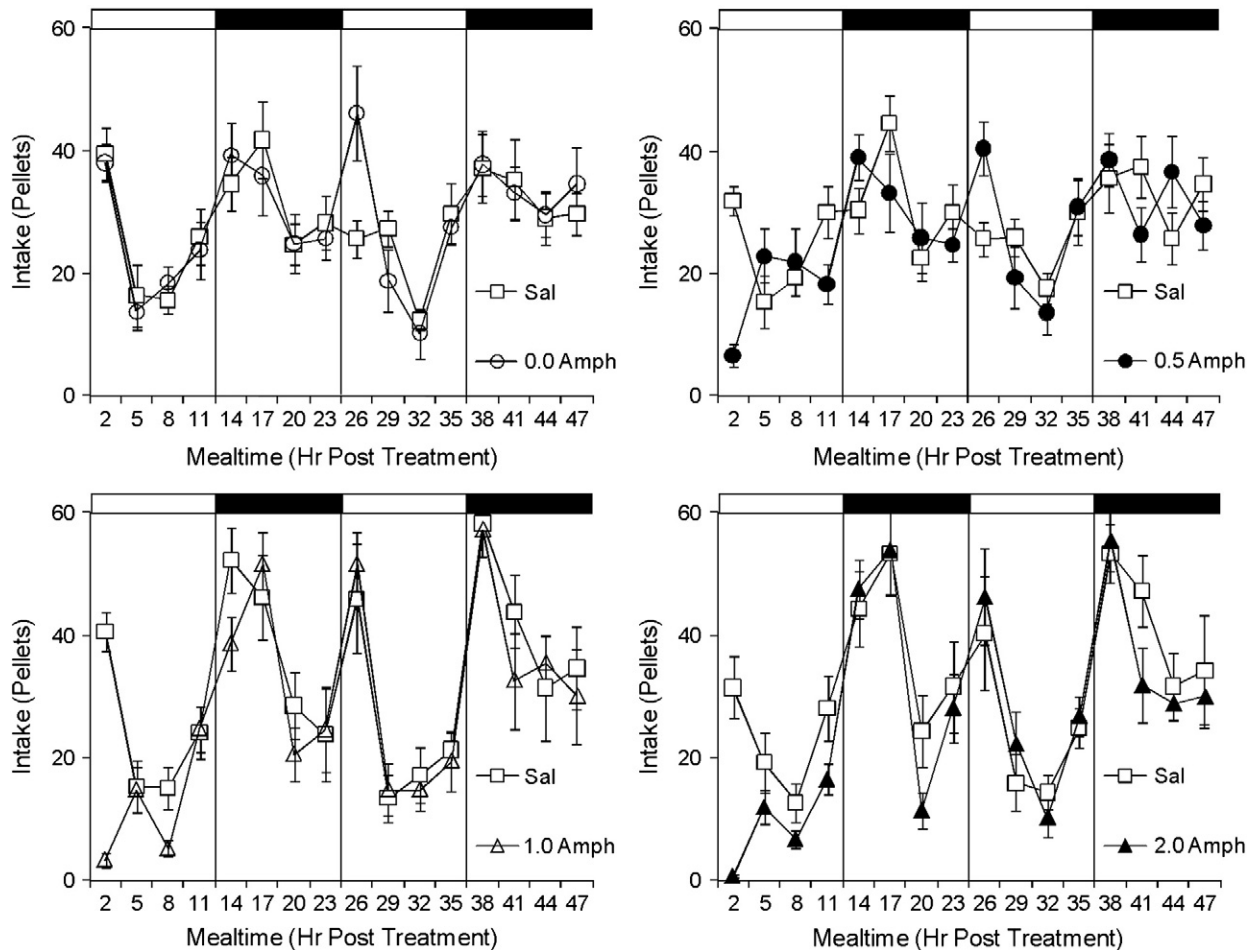 60
40
20
0
Intake (Pellets)
Sal
0.0 Amph
2 5 8 11 14 17 20 23 26 29 32 35 38 41 44 47
Mealtime (Hr Post Treatment)
60
40
20
0
Intake (Pellets)
Sal
0.5 Amph
2 5 8 11 14 17 20 23 26 29 32 35 38 41 44 47
Mealtime (Hr Post Treatment)
60
40
20
0
Intake (Pellets)
Sal
1.0 Amph
2 5 8 11 14 17 20 23 26 29 32 35 38 41 44 47
Mealtime (Hr Post Treatment)
60
40
20
0
Intake (Pellets)
Sal
2.0 Amph
2 5 8 11 14 17 20 23 26 29 32 35 38 41 44 47
Mealtime (Hr Post Treatment)